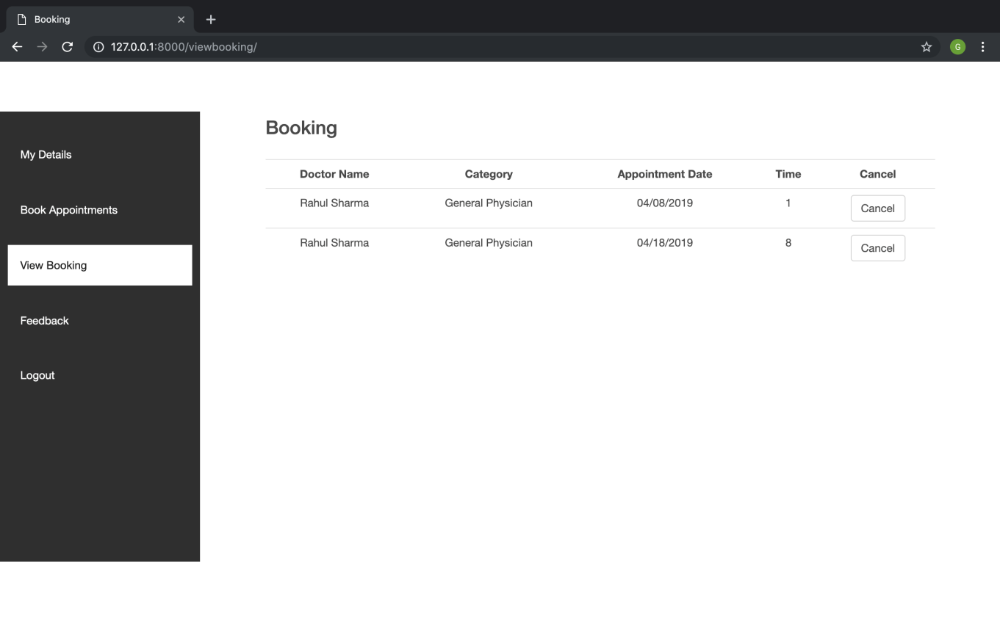 Booking
127.0.0.1:8000/viewbooking/
G
My Details
Book Appointments
View Booking
Feedback
Logout
Booking
Doctor Name Category Appointment Date Time Cancel
Rahul Sharma General Physician 04/08/2019 1 Cancel
Rahul Sharma General Physician 04/18/2019 8 Cancel